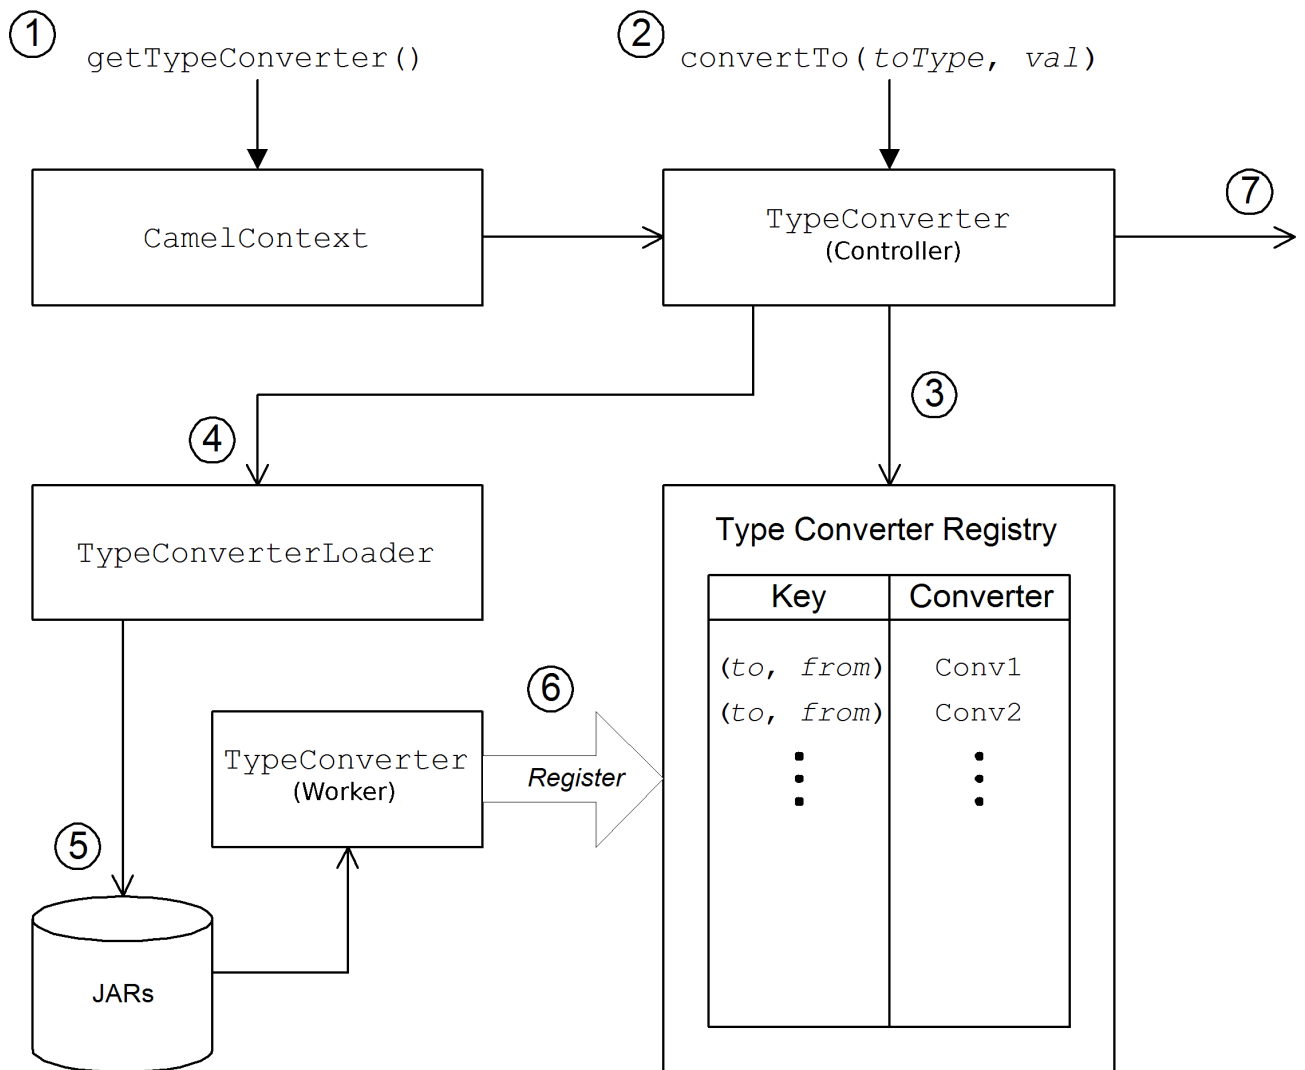 1
getTypeConverter()
2
convertTo(toType, val)
CamelContext
TypeConverter
(Controller)
7
3
4
TypeConverterLoader
Type Converter Registry
Key Converter
(to, from) Conv1
(to, from) Conv2
6
TypeConverter
(Worker)
Register
5
JARs